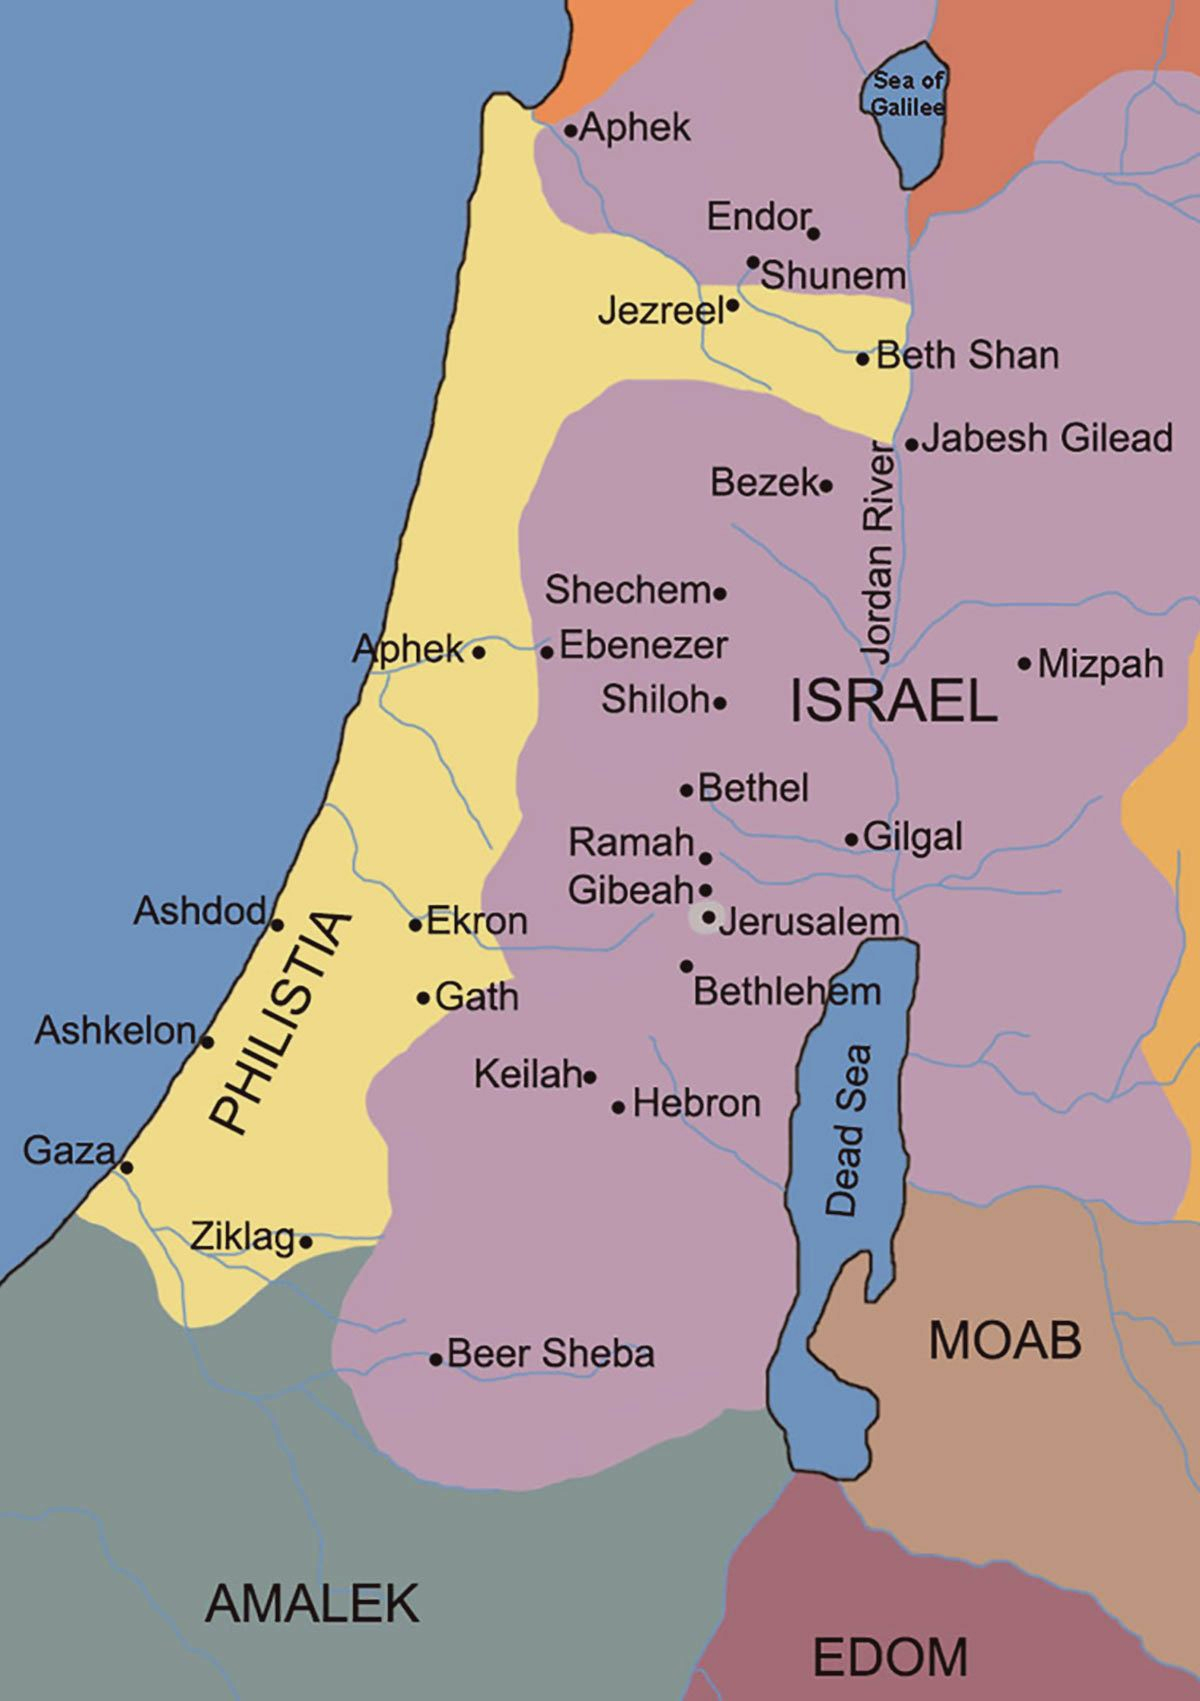 Sea of
Galilee
Aphek
Endor
Shunem
Jezreel
Beth Shan
Jabesh Gilead
Bezek
Jordan River
Shechem
Aphek
Ebenezer
Mizpah
Shiloh
ISRAEL
Bethel
Ramah
Gilgal
Gibeah
Ashdod
Ekron
Jerusalem
PHILISTIA
Gath
Bethlehem
Ashkelon
Keilah
Hebron
Dead Sea
Gaza
Ziklag
Beer Sheba
MOAB
AMALEK
EDOM